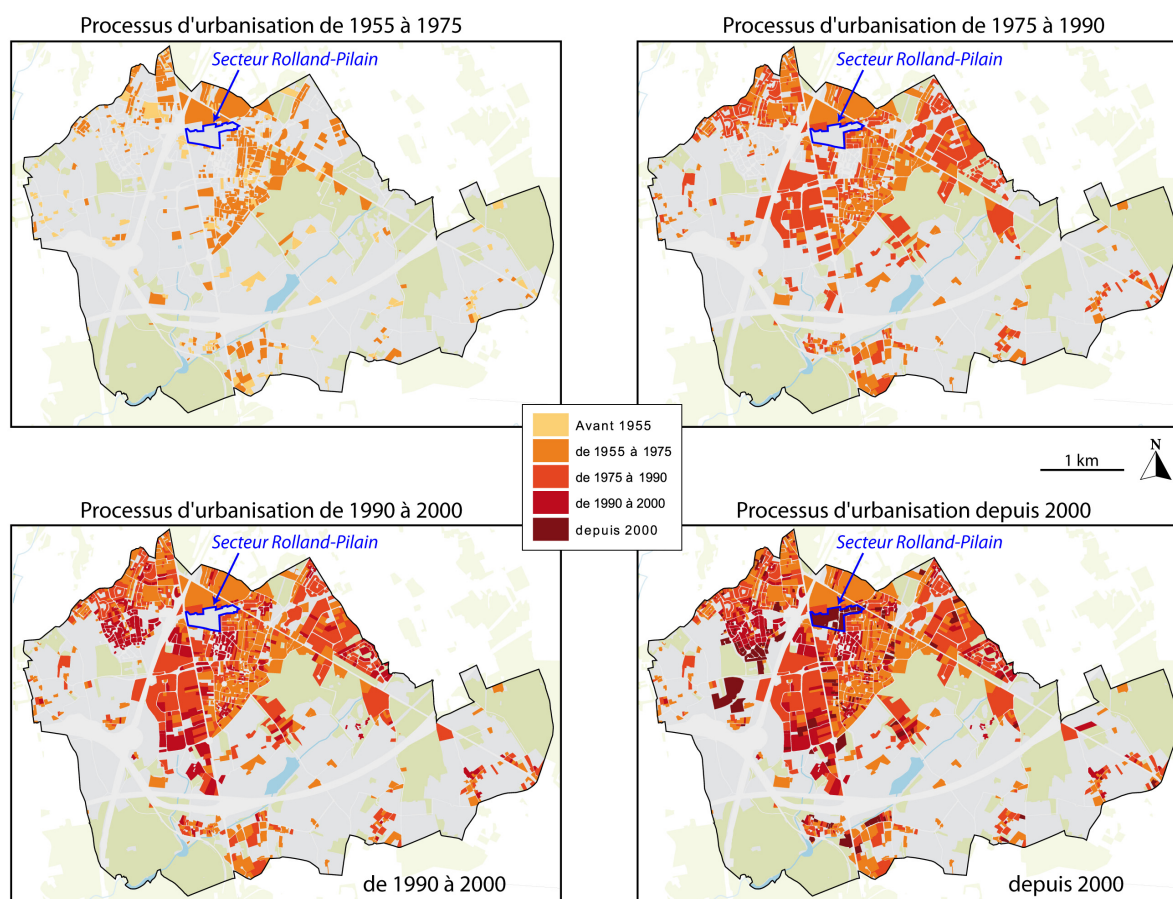 Processus d'urbanisation de 1955 à 1975
Secteur Rolland-Pilain
Processus d'urbanisation de 1975 à 1990
Secteur Rolland-Pilain
Avant 1955
de 1955 à 1975
de 1975 à 1990
de 1990 à 2000
depuis 2000
1 km
N
Processus d'urbanisation de 1990 à 2000
Secteur Rolland-Pilain
de 1990 à 2000
Processus d'urbanisation depuis 2000
Secteur Rolland-Pilain
depuis 2000